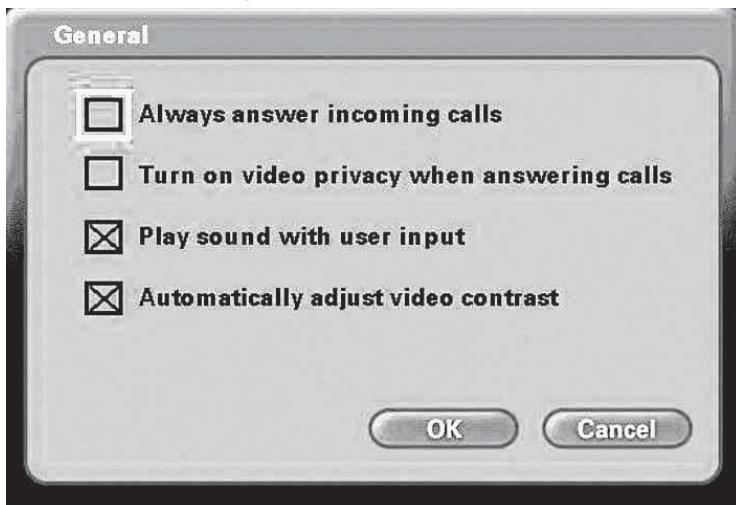 General
Always answer incoming calls
Turn on video privacy when answering calls
Play sound with user input
Automatically adjust video contrast
OK
Cancel